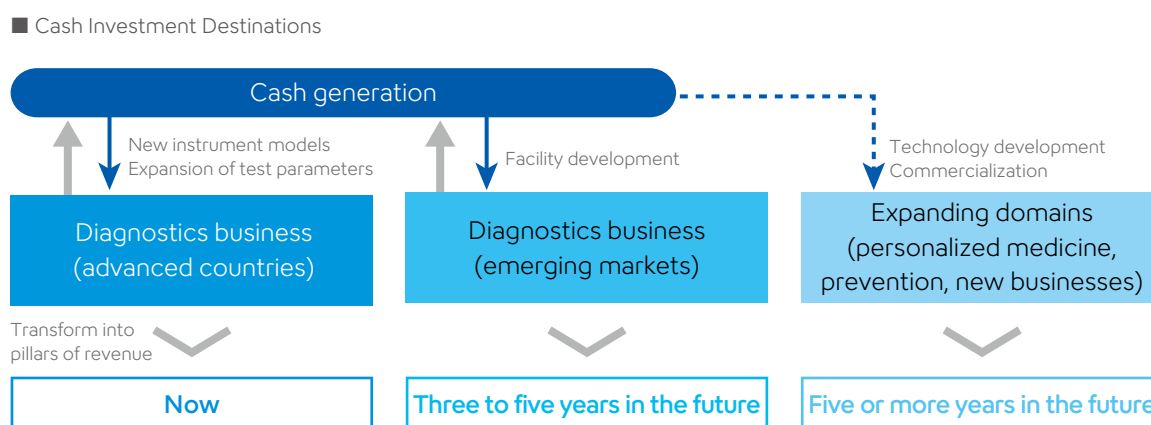 ■ Cash Investment Destinations
Cash generation
New instrument models
Expansion of test parameters
Facility development
Technology development
Commercialization
Diagnostics business
(advanced countries)
Diagnostics business
(emerging markets)
Expanding domains
(personalized medicine,
prevention, new businesses)
Transform into
pillars of revenue
Now
Three to five years in the future
Five or more years in the future